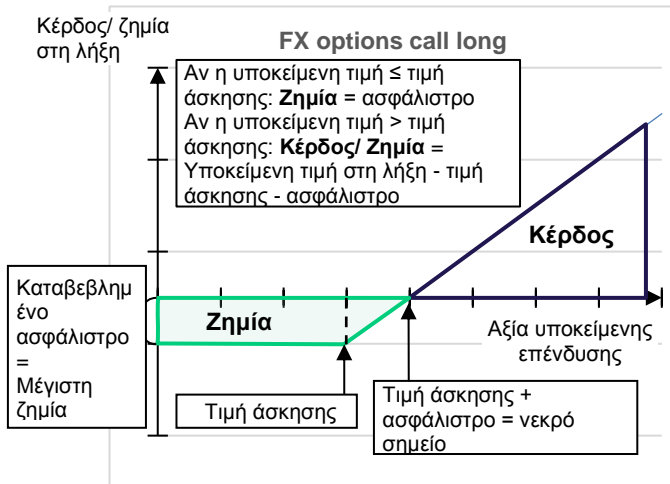 Κέρδος/ ζημία
στη λήξη
FX options call long
Αν η υποκείμενη τιμή ≤ τιμή
άσκησης: Ζημία = ασφάλιστρο
Αν η υποκείμενη τιμή > τιμή
άσκησης: Κέρδος/ Ζημία =
Υποκείμενη τιμή στη λήξη - τιμή
άσκησης - ασφάλιστρο
Κέρδος
Καταβεβλημ
ένο
ασφάλιστρο
=
Μέγιστη
ζημία
Ζημία
Αξία υποκείμενης
επένδυσης
Τιμή άσκησης
Τιμή άσκησης +
ασφάλιστρο = νεκρό
σημείο